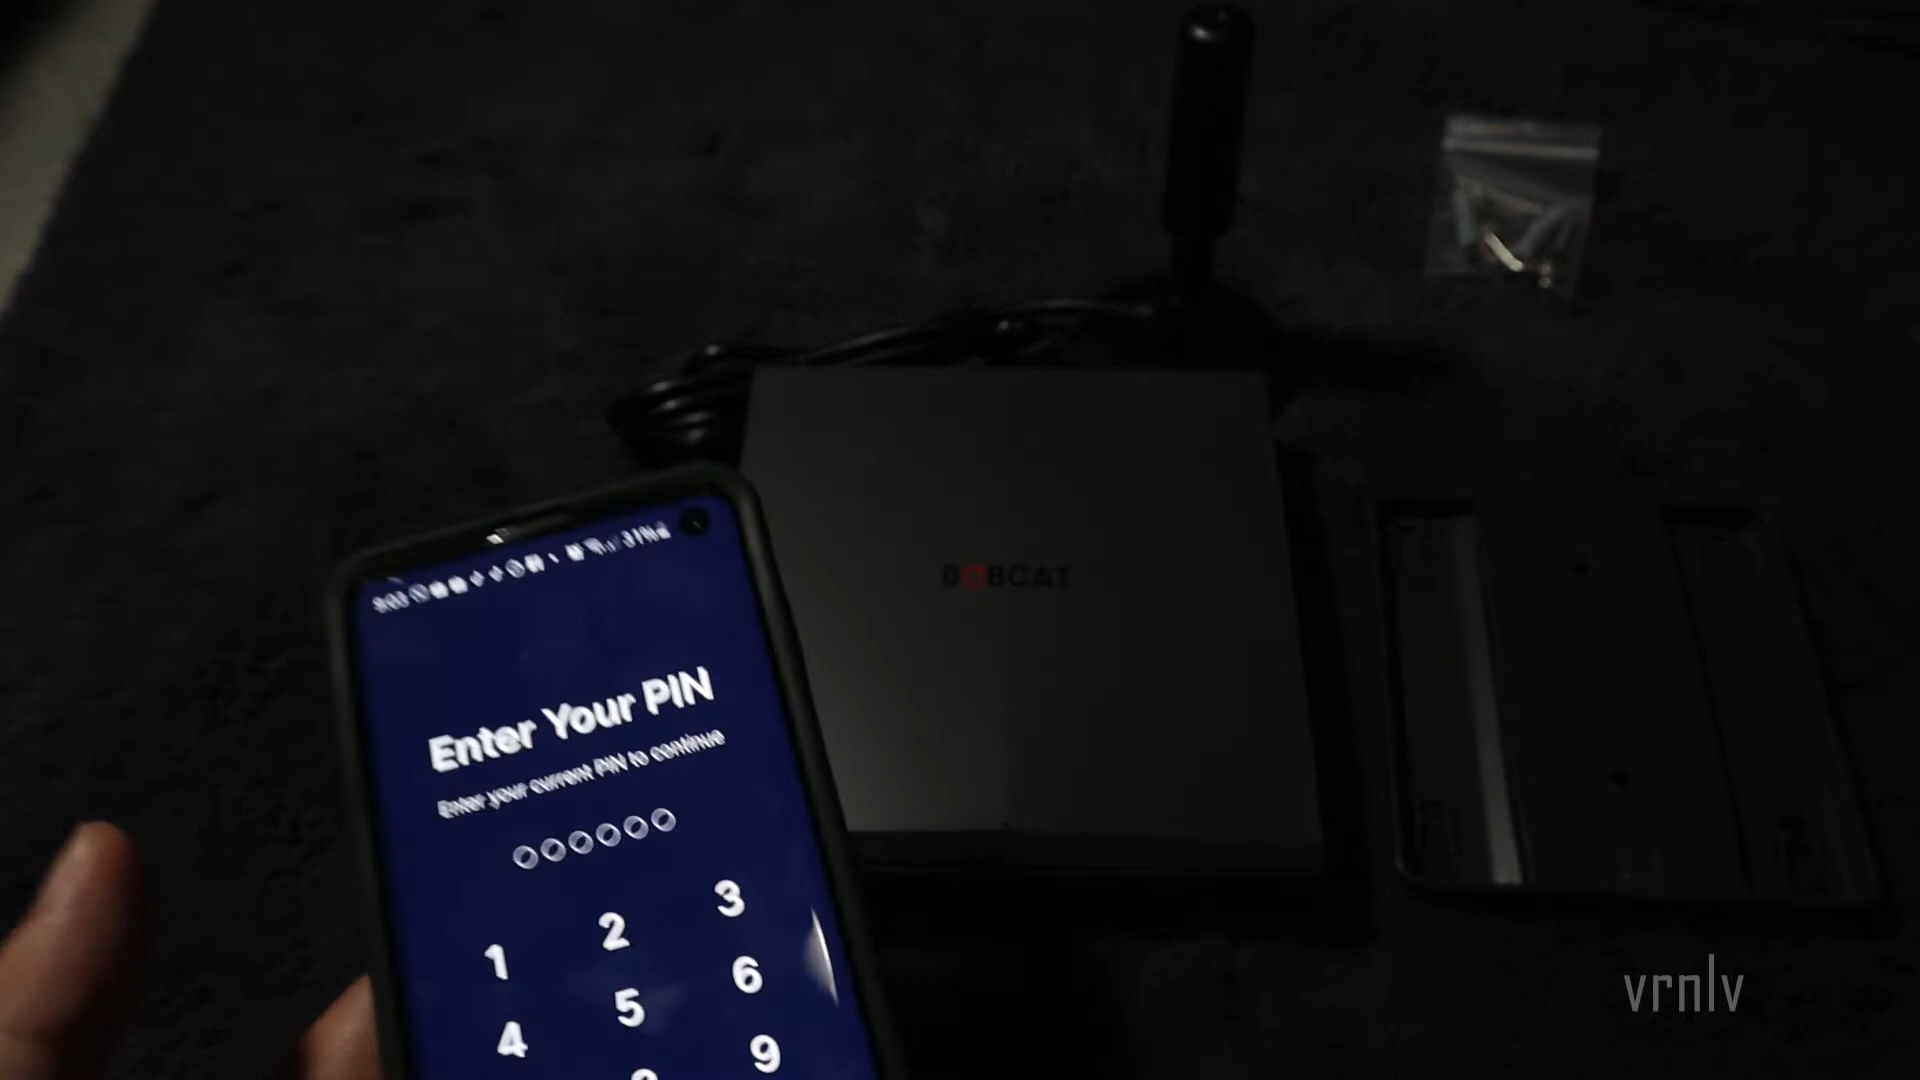 BOBCAT
Enter Your PIN
Enter your current PIN to continue
1 2 3
4 5 6
9
vrnlv